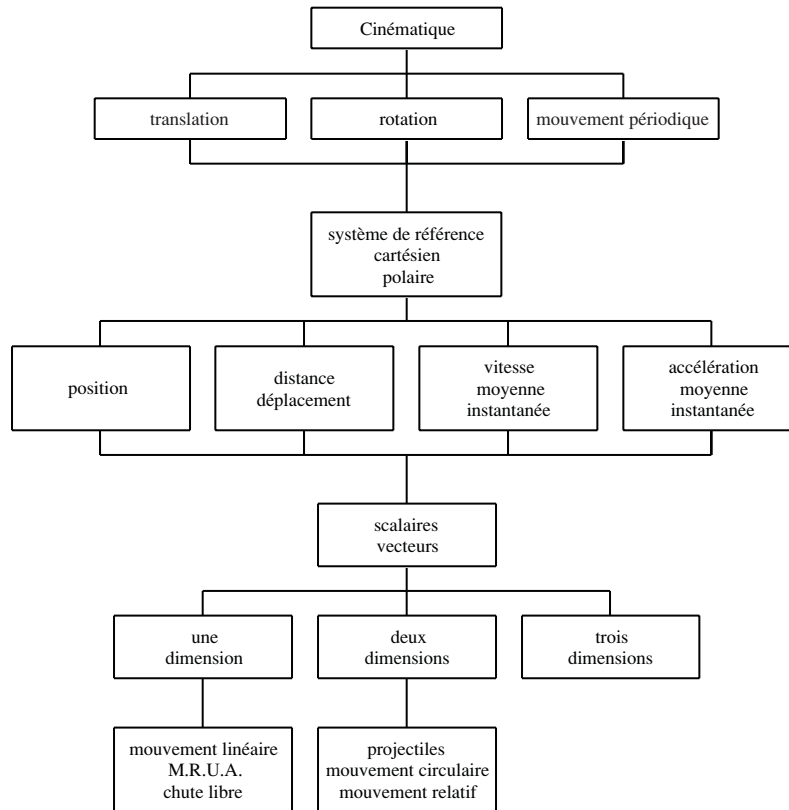 Cinématique
translation
rotation
mouvement périodique
système de référence
cartésien
polaire
position
distance
déplacement
vitesse
moyenne
instantanée
accélération
moyenne
instantanée
scalaires
vecteurs
une
dimension
deux
dimensions
trois
dimensions
mouvement linéaire
M.R.U.A.
chute libre
projectiles
mouvement circulaire
mouvement relatif